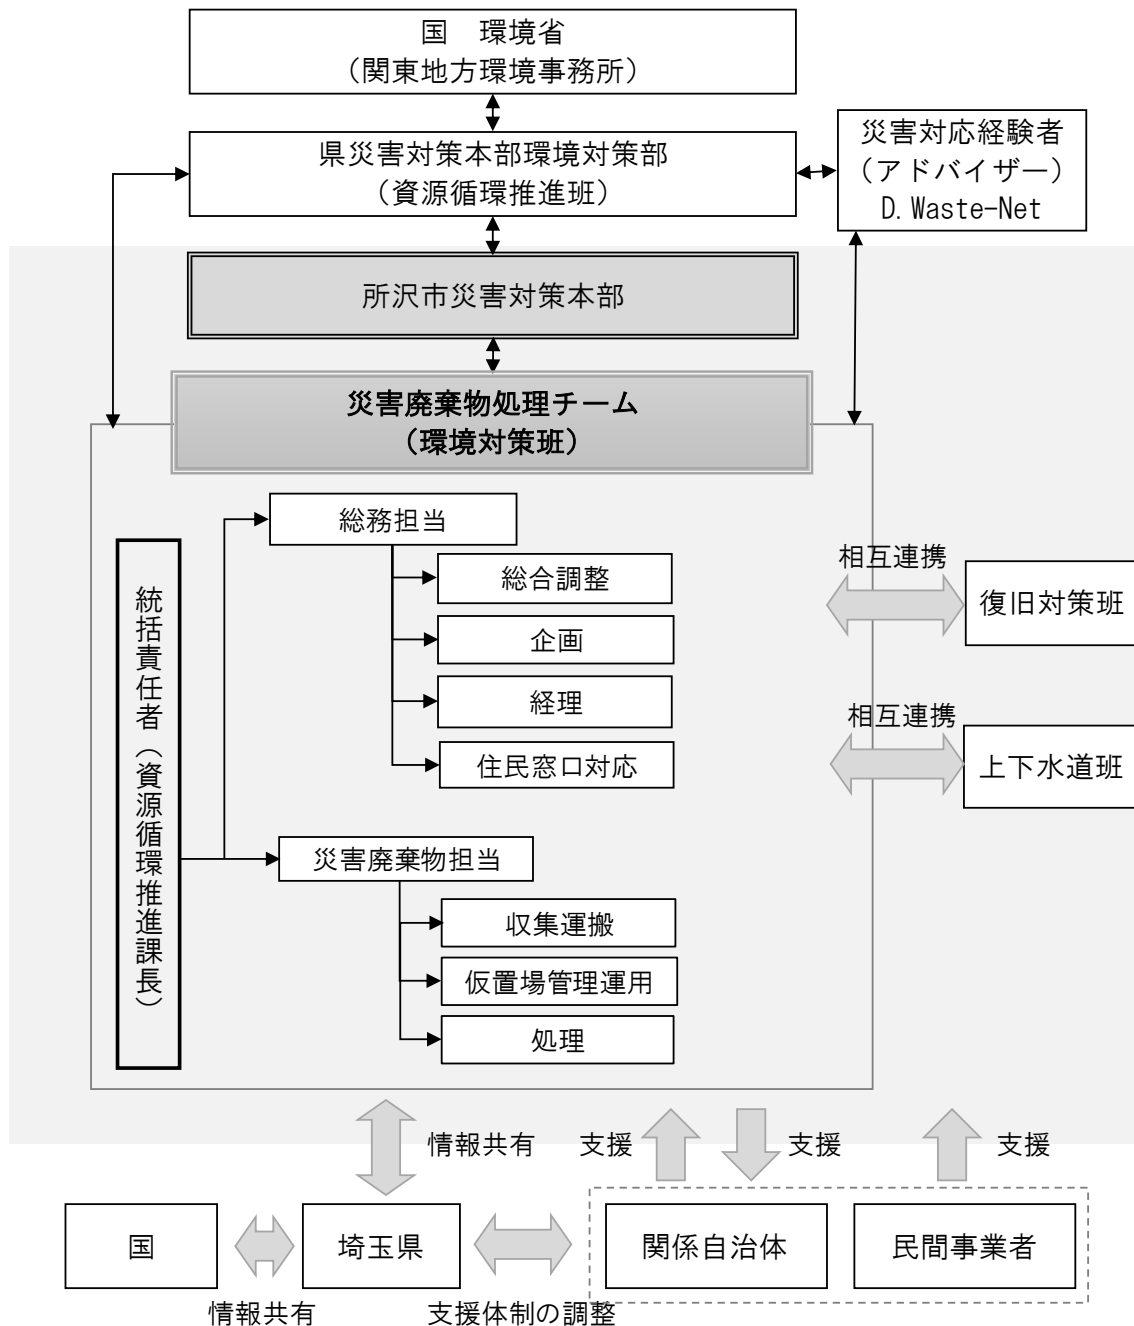 国　環境省
（関東地方環境事務所）
県災害対策本部環境対策部
（資源循環推進班）
災害対応経験者
（アドバイザー）
D.Waste-Net
所沢市災害対策本部
災害廃棄物処理チーム
（環境対策班）
統括責任者（資源循環推進課長）
総務担当
総合調整
企画
経理
住民窓口対応
災害廃棄物担当
収集運搬
仮置場管理運用
処理
相互連携
復旧対策班
相互連携
上下水道班
情報共有
支援
支援
支援
国
埼玉県
関係自治体
民間事業者
情報共有
支援体制の調整